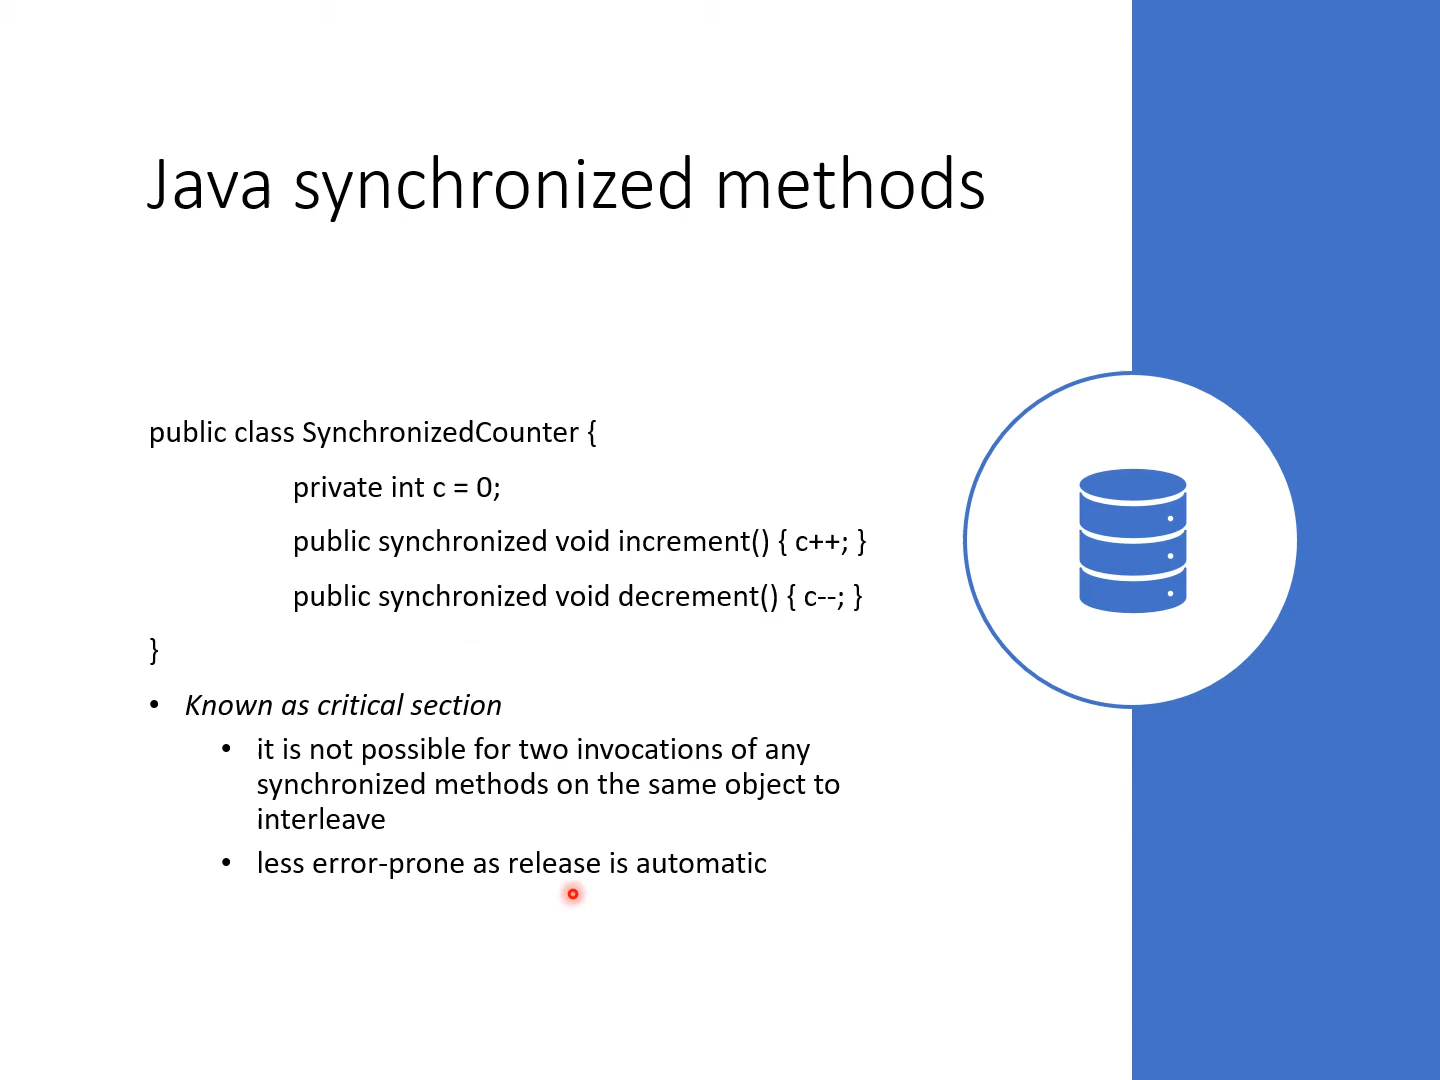 Java synchronized methods
public class SynchronizedCounter {
private int c = 0;
public synchronized void increment() { c++; }
public synchronized void decrement() { c--; }
}
• Known as critical section
• it is not possible for two invocations of any
synchronized methods on the same object to
interleave
• less error-prone as release is automatic